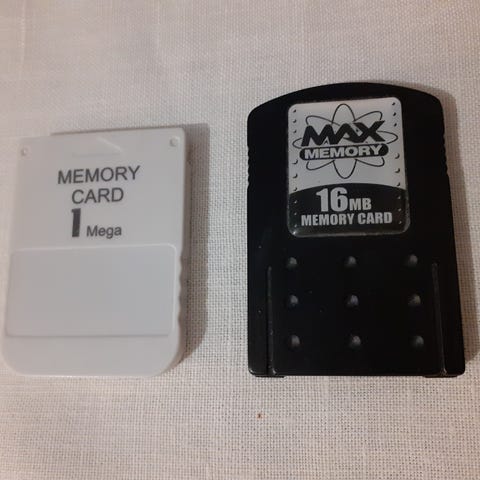 MEMORY
CARD
1 Mega
MAX
MEMORY
16MB
MEMORY CARD